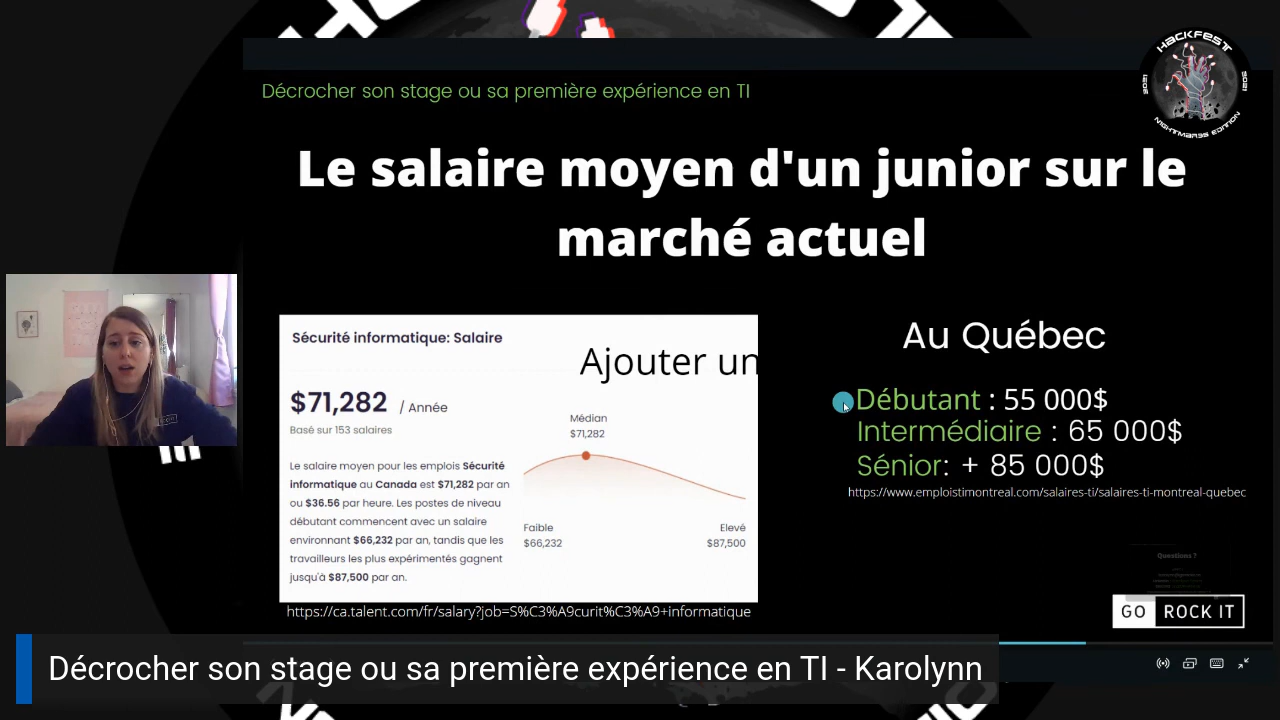 HACKFEST
2021
2021
NIGHTMAR3S EDITION
Décrocher son stage ou sa première expérience en TI
Le salaire moyen d'un junior sur le
marché actuel
Sécurité informatique: Salaire
Ajouter un
$71,282 / Année
Basé sur 153 salaires
Médian
$71,282
Le salaire moyen pour les emplois Sécurité
informatique au Canada est $71,282 par an
ou $36.56 par heure. Les postes de niveau
débutant commencent avec un salaire
environnant $66,232 par an, tandis que les
travailleurs les plus expérimentés gagnent
jusqu'à $87,500 par an.
Faible
$66,232
Elevé
$87,500
https://ca.talent.com/fr/salary?job=S%C3%A9curit%C3%A9+informatique
Au Québec
Débutant : 55 000$
Intermédiaire : 65 000$
Sénior: + 85 000$
https://www.emploistimontreal.com/salaires-ti/salaires-ti-montreal-quebec
Questions ?
GO ROCK IT
Décrocher son stage ou sa première expérience en TI - Karolynn